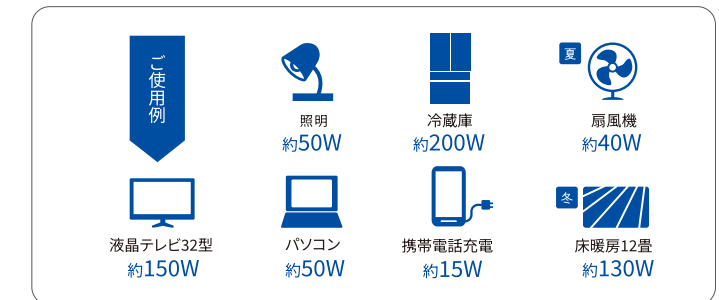 ご使用例
照明
約50W
冷蔵庫
約200W
夏
扇風機
約40W
液晶テレビ32型
約150W
パソコン
約50W
携帯電話充電
約15W
冬
床暖房12畳
約130W